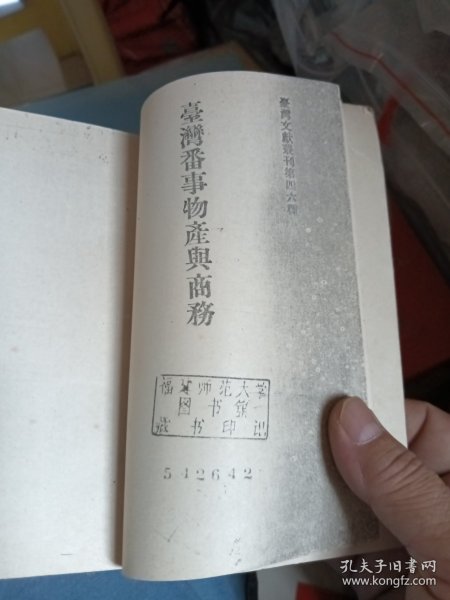 臺灣文獻叢刊第四六種
臺灣番事物產與商務
福建师范大学
图书馆
藏书印记
542642
孔夫子旧书网
www.kongfz.com